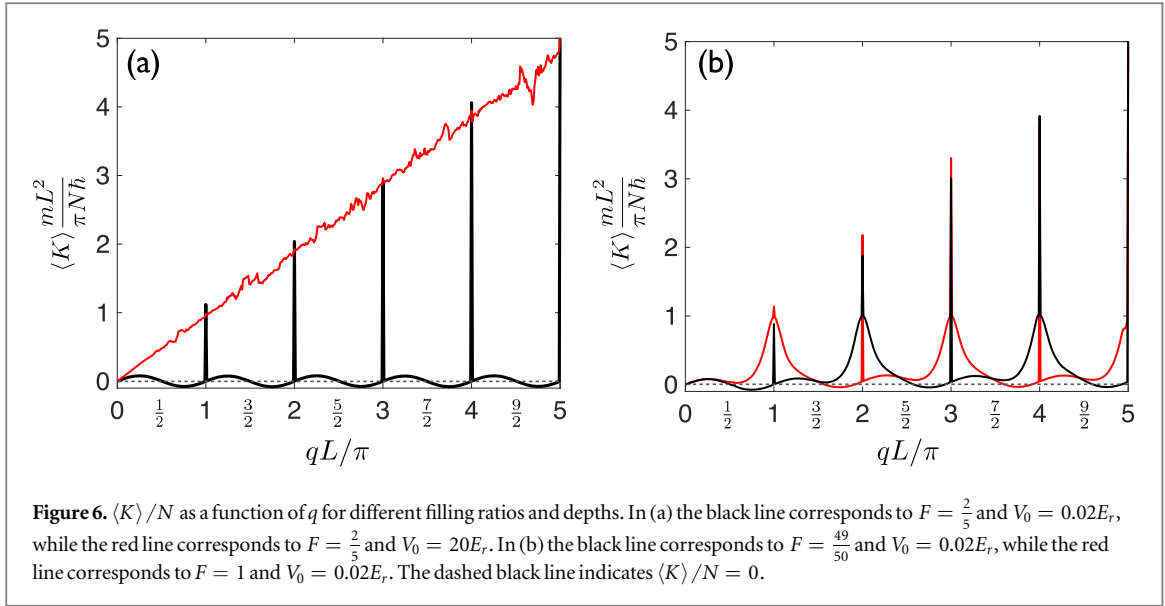 (a)
5
4
3
2
1
0
⟨K⟩ mL²/πNħ
0 1/2 1 3/2 2 5/2 3 7/2 4 9/2 5
qL/π
(b)
5
4
3
2
1
0
⟨K⟩ mL²/πNħ
0 1/2 1 3/2 2 5/2 3 7/2 4 9/2 5
qL/π
Figure 6. ⟨K⟩/N as a function of q for different filling ratios and depths. In (a) the black line corresponds to F = 2/5 and V₀ = 0.02Eᵣ,
while the red line corresponds to F = 2/5 and V₀ = 20Eᵣ. In (b) the black line corresponds to F = 49/50 and V₀ = 0.02Eᵣ, while the red
line corresponds to F = 1 and V₀ = 0.02Eᵣ. The dashed black line indicates ⟨K⟩/N = 0.